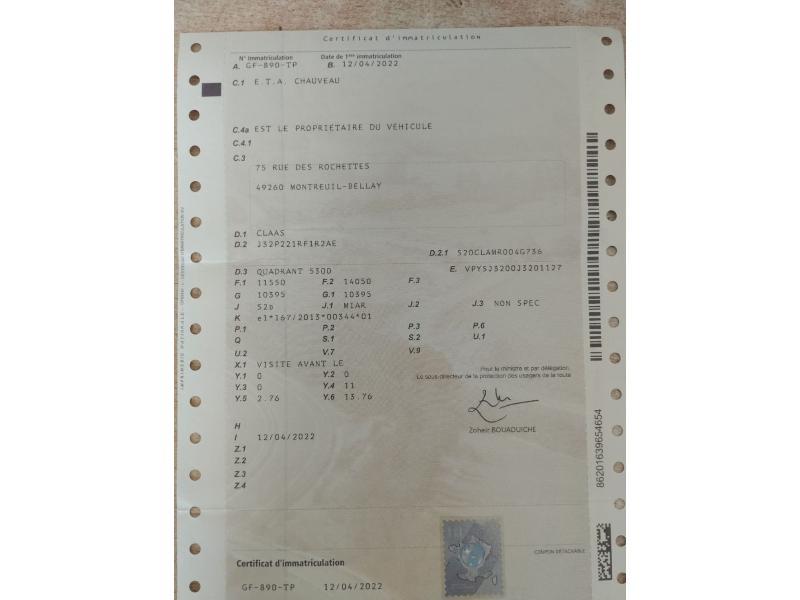 Certificat d'immatriculation
N° Immatriculation Date de 1ère immatriculation
A. GF-890-TP B. 12/04/2022
C.1 E.T.A. CHAUVEAU
C.4a EST LE PROPRIÉTAIRE DU VÉHICULE
C.4.1
C.3
75 RUE DES ROCHETTES
49260 MONTREUIL-BELLAY
D.1 CLAAS
D.2 J32P221RF1R2AE
D.2.1 S20CLAMR004G736
D.3 QUADRANT 5300
E. VPYSJ3200J3201127
F.1 11550 F.2 14050 F.3
G 10395 G.1 10395
J S2b J.1 MIAR J.2 J.3 NON SPEC
K e1*167/2013*00344*01
P.1 P.2 P.3 P.6
Q S.1 S.2 U.1
U.2 V.7 V.9
X.1 VISITE AVANT LE
Y.1 0 Y.2 0
Y.3 0 Y.4 11
Y.5 2.76 Y.6 13.76
Pour le ministre et par délégation,
Le sous-directeur de la protection des usagers de la route
Zoheir BOUAOUICHE
H
I 12/04/2022
Z.1
Z.2
Z.3
Z.4
86201639654654
COUPON DÉTACHABLE
Certificat d'immatriculation
GF-890-TP 12/04/2022